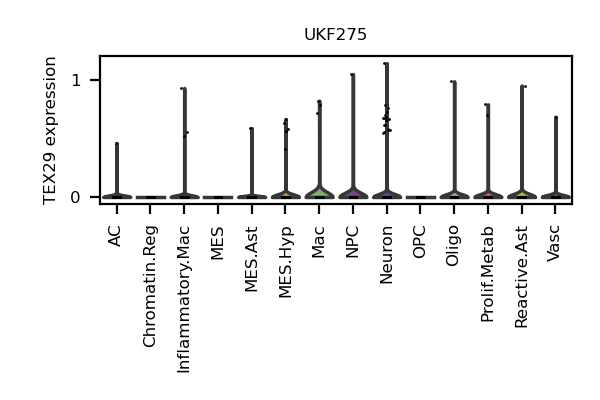 UKF275
TEX29 expression
1
0
AC
Chromatin.Reg
Inflammatory.Mac
MES
MES.Ast
MES.Hyp
Mac
NPC
Neuron
OPC
Oligo
Prolif.Metab
Reactive.Ast
Vasc